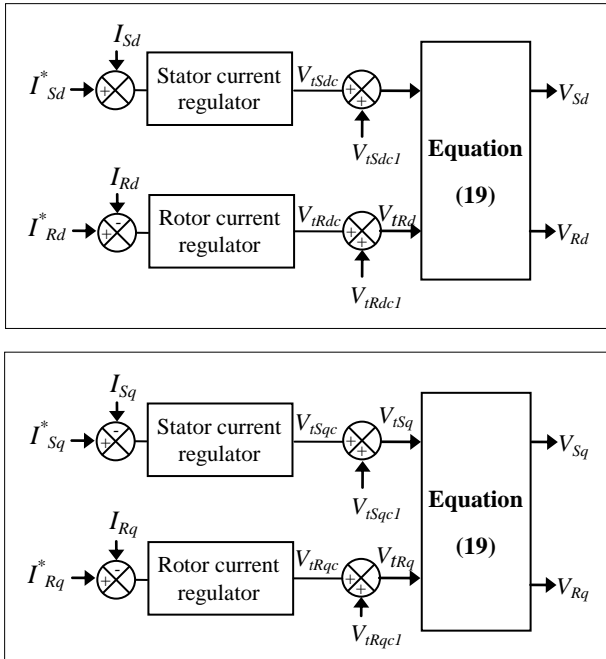 I_Sd
I*_Sd
+
Stator current
regulator
V_tSdc
+
+
V_tSdc1
V_Sd
I_Rd
I*_Rd
-
+
Rotor current
regulator
V_tRdc
+
+
V_tRd
V_tRdc1
V_Rd
Equation
(19)
I_Sq
I*_Sq
-
+
Stator current
regulator
V_tSqc
+
+
V_tSq
V_tSqc1
V_Sq
I_Rq
I*_Rq
-
+
Rotor current
regulator
V_tRqc
+
+
V_tRq
V_tRqc1
V_Rq
Equation
(19)